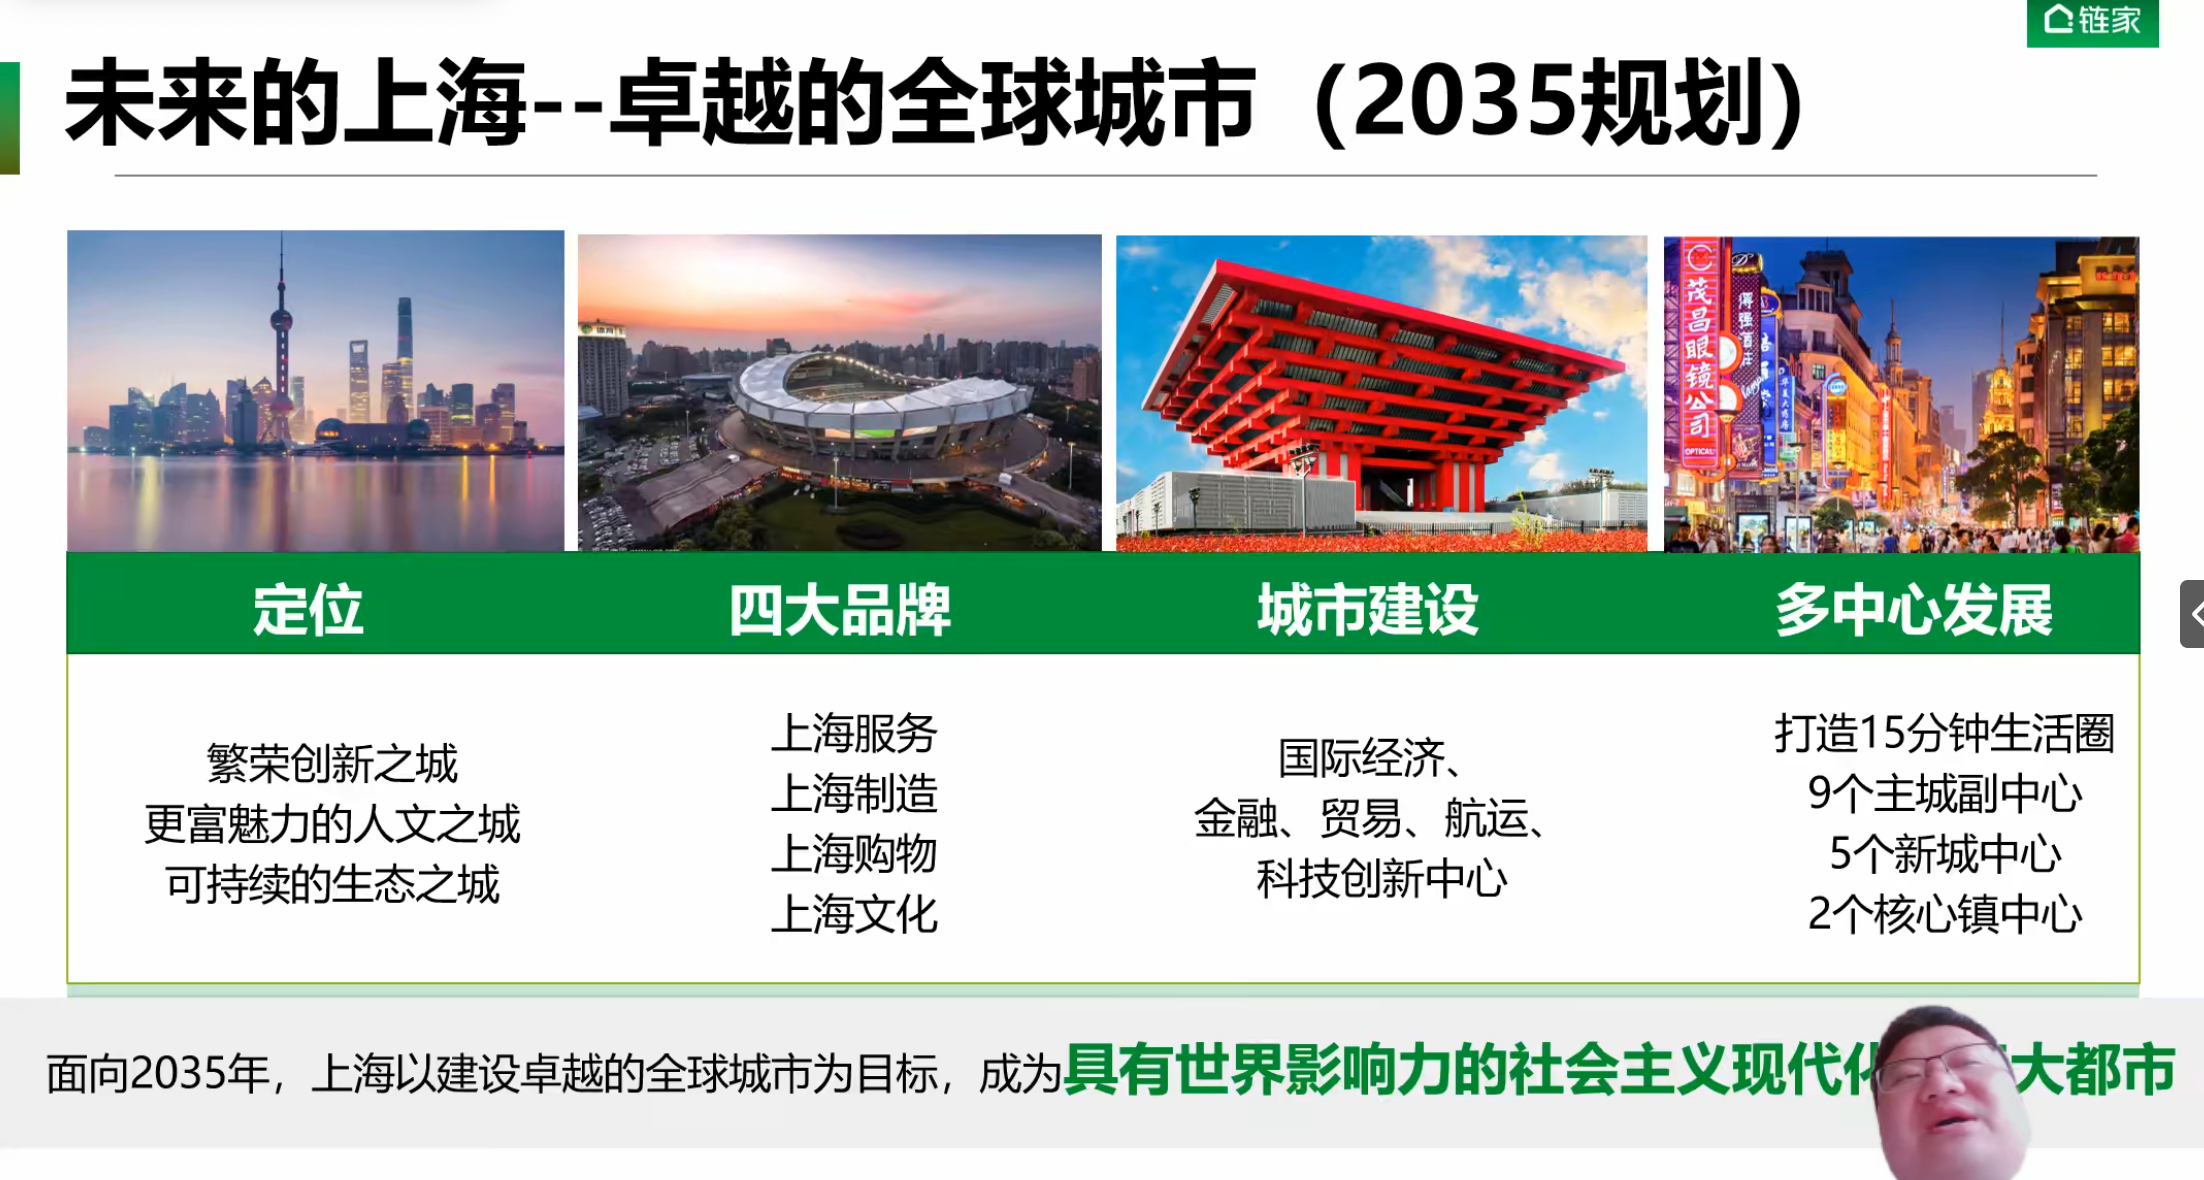 链家
未来的上海--卓越的全球城市（2035规划）
茂昌眼镜公司
OPTICAL
定位
四大品牌
城市建设
多中心发展
繁荣创新之城
更富魅力的人文之城
可持续的生态之城
上海服务
上海制造
上海购物
上海文化
国际经济、
金融、贸易、航运、
科技创新中心
打造15分钟生活圈
9个主城副中心
5个新城中心
2个核心镇中心
面向2035年，上海以建设卓越的全球城市为目标，成为具有世界影响力的社会主义现代化 大都市